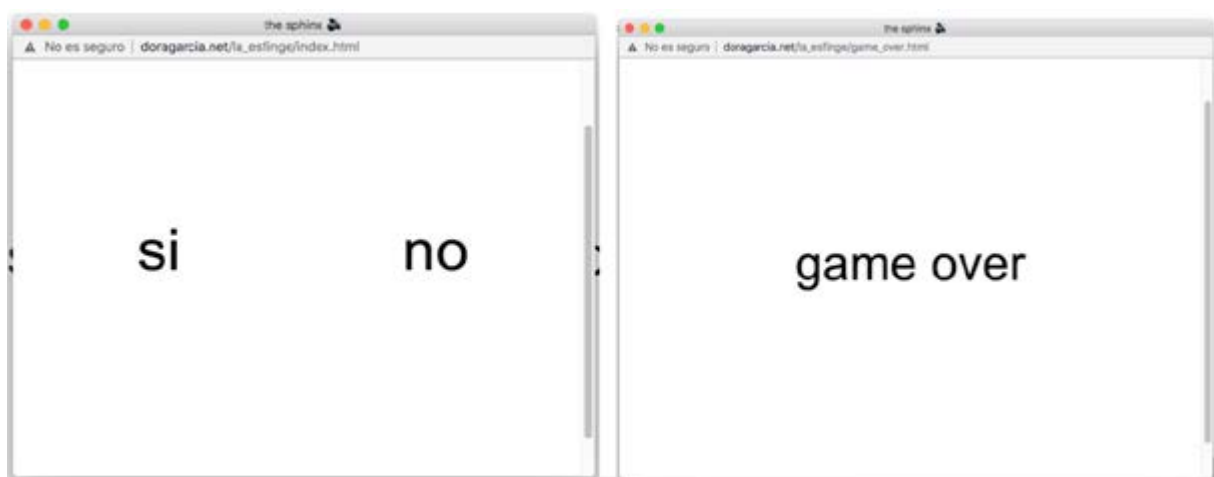 the sphinx
No es seguro | doragarcia.net/la_esfinge/index.html
si no
the sphinx
No es seguro | doragarcia.net/la_esfinge/game_over.html
game over